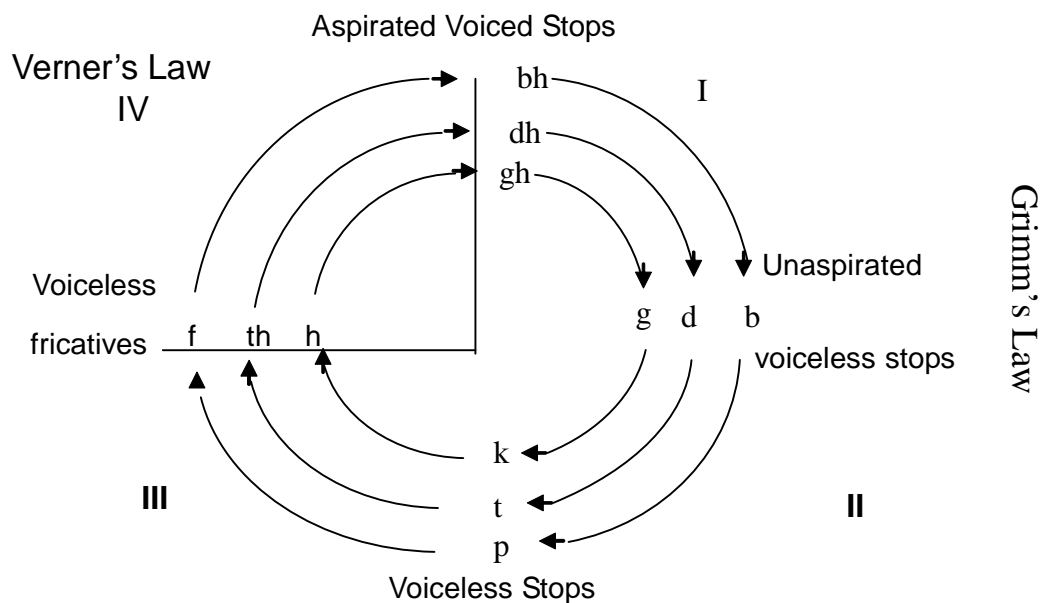 Aspirated Voiced Stops
Verner’s Law
IV
bh
I
dh
gh
Grimm’s Law
Voiceless
Unaspirated
fricatives f th h
g d b
voiceless stops
k
III
t
II
p
Voiceless Stops